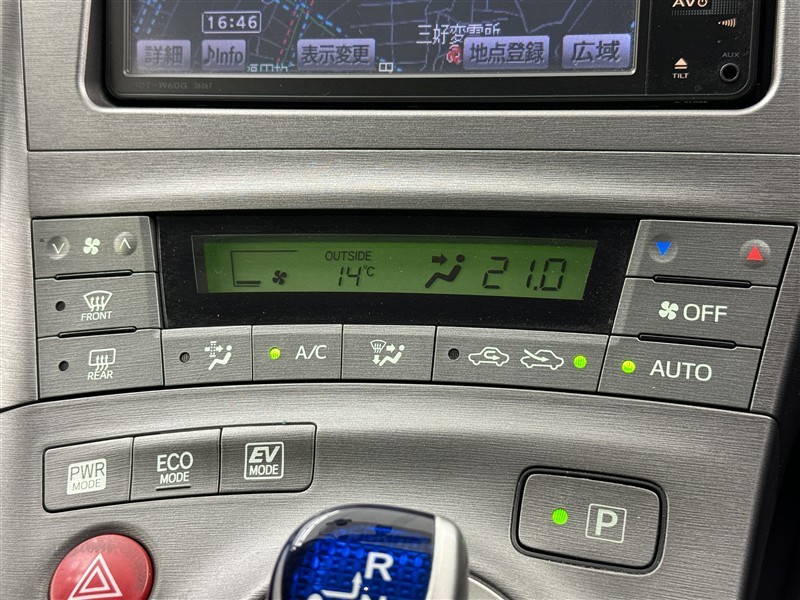 16:46
AVO
三好変電所
詳細 ♪Info 表示変更 地点登録 広域
TILT
AUX
OUTSIDE
14°C 21.0
FRONT
OFF
REAR
A/C
AUTO
PWR
MODE
ECO
MODE
EV
MODE
P
R
N